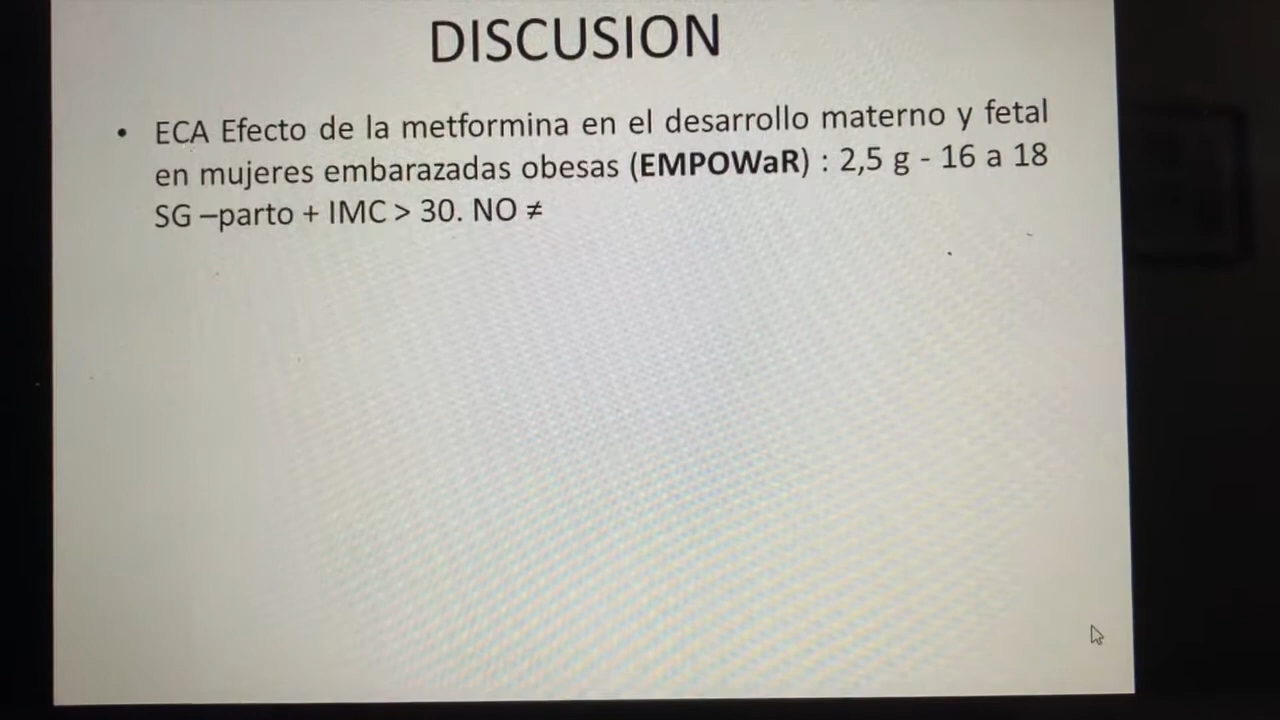 DISCUSION
• ECA Efecto de la metformina en el desarrollo materno y fetal
en mujeres embarazadas obesas (EMPOWaR) : 2,5 g - 16 a 18
SG –parto + IMC > 30. NO ≠